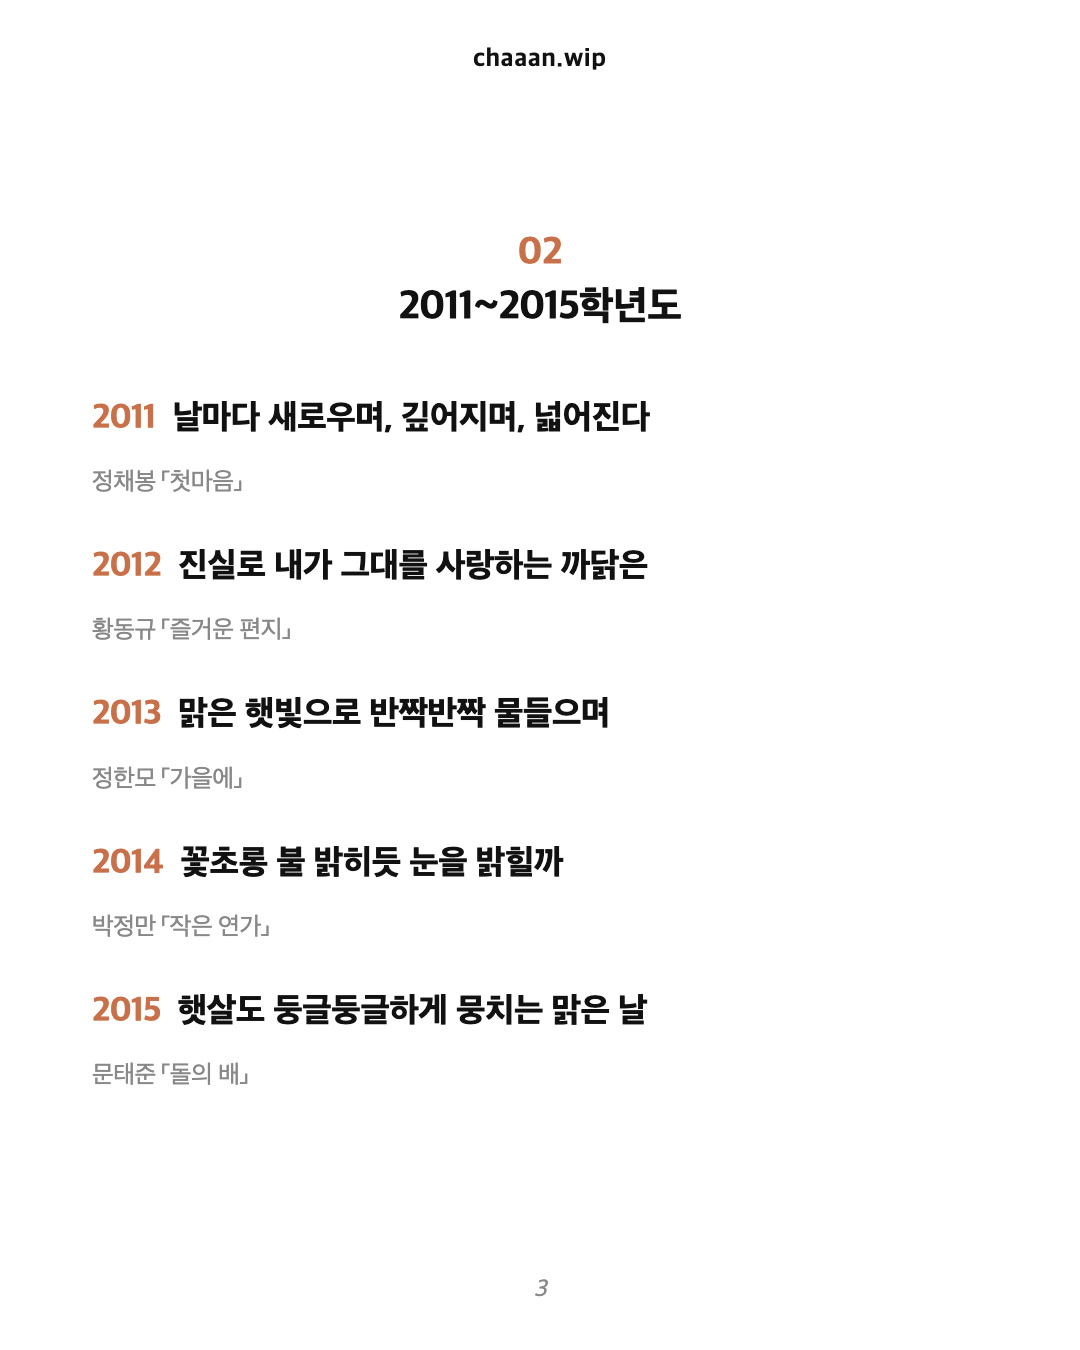 chaaan.wip
02
2011~2015학년도
2011 날마다 새로우며, 깊어지며, 넓어진다
정채봉 「첫마음」
2012 진실로 내가 그대를 사랑하는 까닭은
황동규 「즐거운 편지」
2013 맑은 햇빛으로 반짝반짝 물들으며
정한모 「가을에」
2014 꽃초롱 불 밝히듯 눈을 밝힐까
박정만 「작은 연가」
2015 햇살도 둥글둥글하게 뭉치는 맑은 날
문태준 「돌의 배」
3